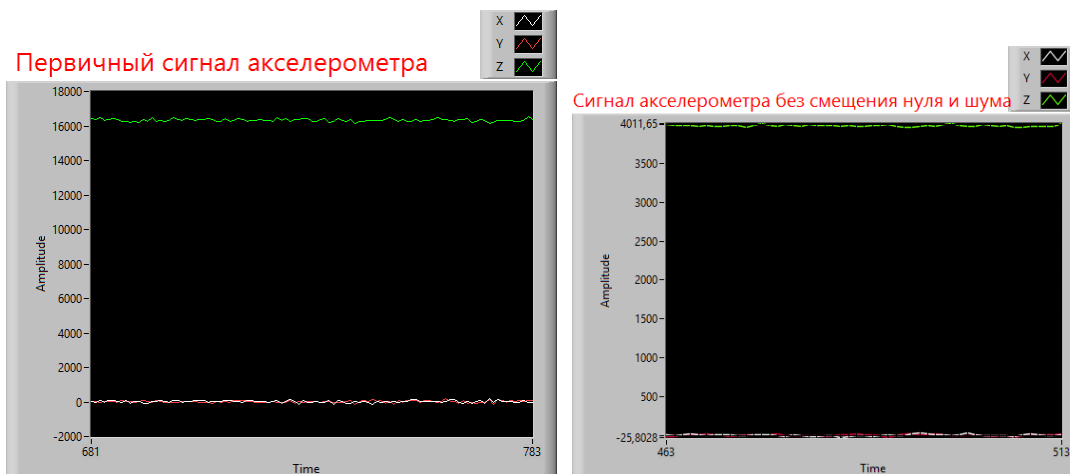 X
Y
Z
Первичный сигнал акселерометра
18000
16000
14000
12000
10000
8000
6000
4000
2000
0
-2000
Amplitude
681
783
Time
X
Y
Z
Сигнал акселерометра без смещения нуля и шума
4011,65
3500
3000
2500
2000
1500
1000
500
-25,8028
Amplitude
463
513
Time